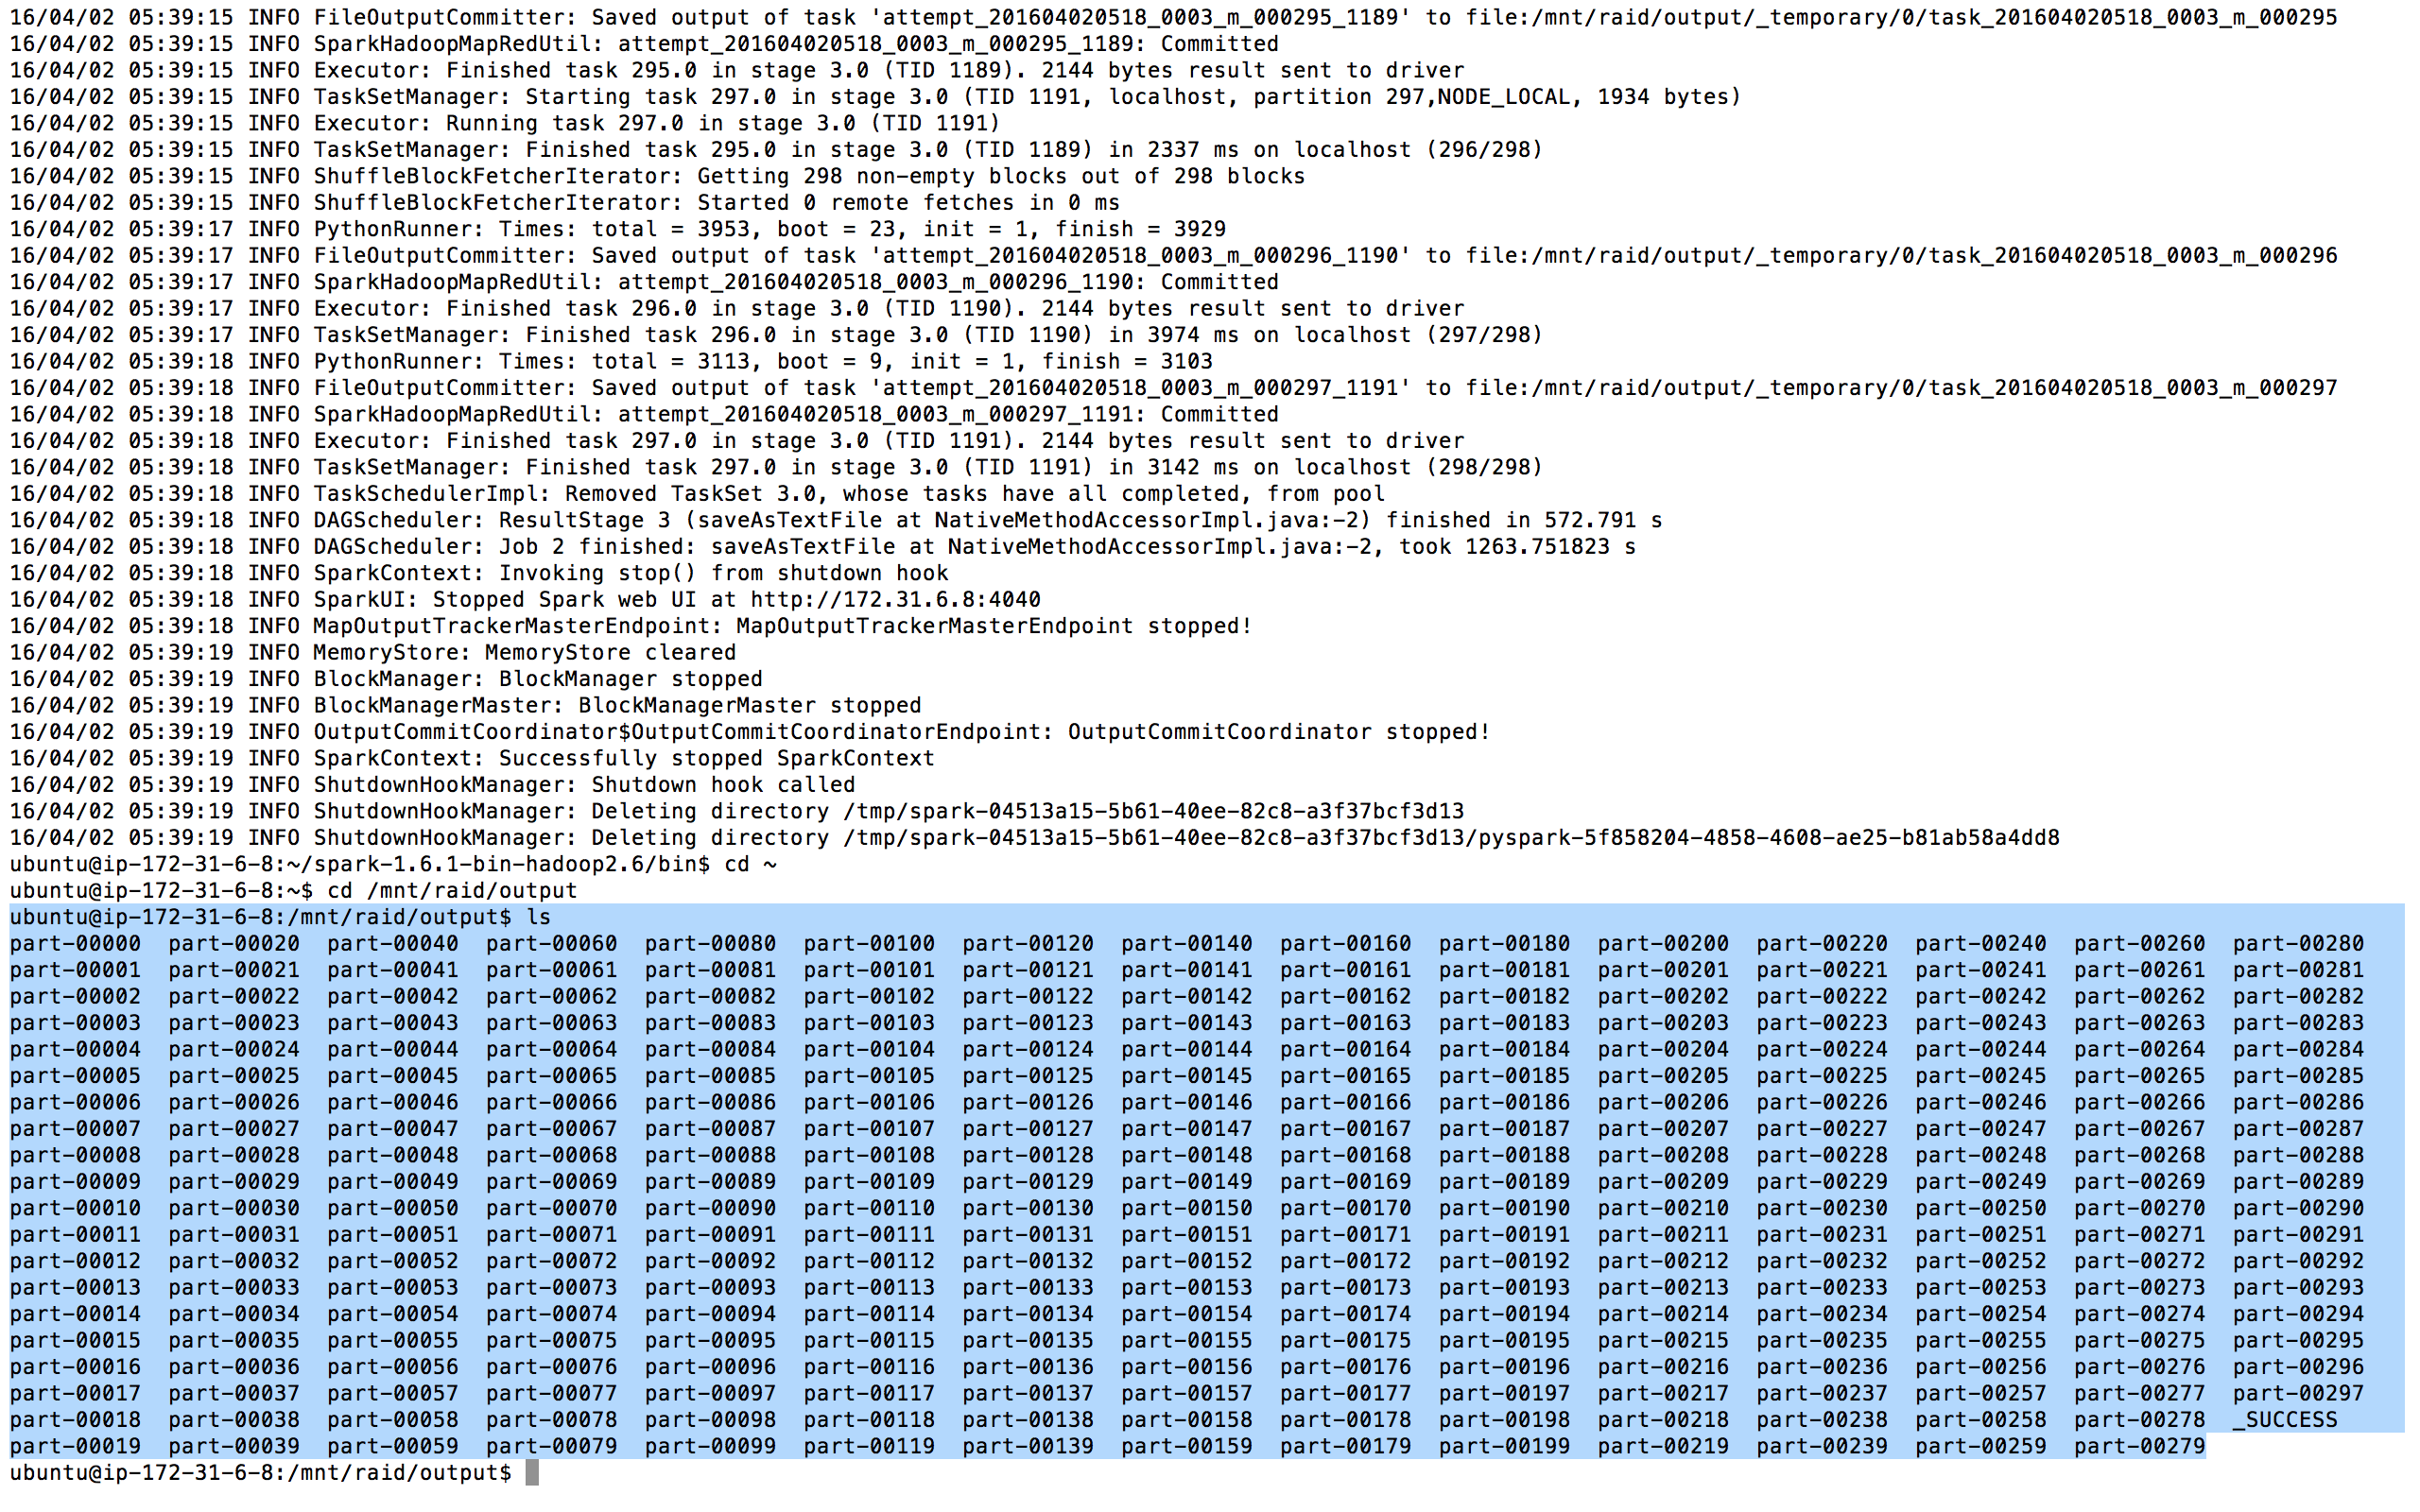 16/04/02 05:39:15 INFO FileOutputCommitter: Saved output of task 'attempt_201604020518_0003_m_000295_1189' to file:/mnt/raid/output/_temporary/0/task_201604020518_0003_m_000295
16/04/02 05:39:15 INFO SparkHadoopMapRedUtil: attempt_201604020518_0003_m_000295_1189: Committed
16/04/02 05:39:15 INFO Executor: Finished task 295.0 in stage 3.0 (TID 1189). 2144 bytes result sent to driver
16/04/02 05:39:15 INFO TaskSetManager: Starting task 297.0 in stage 3.0 (TID 1191, localhost, partition 297,NODE_LOCAL, 1934 bytes)
16/04/02 05:39:15 INFO Executor: Running task 297.0 in stage 3.0 (TID 1191)
16/04/02 05:39:15 INFO TaskSetManager: Finished task 295.0 in stage 3.0 (TID 1189) in 2337 ms on localhost (296/298)
16/04/02 05:39:15 INFO ShuffleBlockFetcherIterator: Getting 298 non-empty blocks out of 298 blocks
16/04/02 05:39:15 INFO ShuffleBlockFetcherIterator: Started 0 remote fetches in 0 ms
16/04/02 05:39:17 INFO PythonRunner: Times: total = 3953, boot = 23, init = 1, finish = 3929
16/04/02 05:39:17 INFO FileOutputCommitter: Saved output of task 'attempt_201604020518_0003_m_000296_1190' to file:/mnt/raid/output/_temporary/0/task_201604020518_0003_m_000296
16/04/02 05:39:17 INFO SparkHadoopMapRedUtil: attempt_201604020518_0003_m_000296_1190: Committed
16/04/02 05:39:17 INFO Executor: Finished task 296.0 in stage 3.0 (TID 1190). 2144 bytes result sent to driver
16/04/02 05:39:17 INFO TaskSetManager: Finished task 296.0 in stage 3.0 (TID 1190) in 3974 ms on localhost (297/298)
16/04/02 05:39:18 INFO PythonRunner: Times: total = 3113, boot = 9, init = 1, finish = 3103
16/04/02 05:39:18 INFO FileOutputCommitter: Saved output of task 'attempt_201604020518_0003_m_000297_1191' to file:/mnt/raid/output/_temporary/0/task_201604020518_0003_m_000297
16/04/02 05:39:18 INFO SparkHadoopMapRedUtil: attempt_201604020518_0003_m_000297_1191: Committed
16/04/02 05:39:18 INFO Executor: Finished task 297.0 in stage 3.0 (TID 1191). 2144 bytes result sent to driver
16/04/02 05:39:18 INFO TaskSetManager: Finished task 297.0 in stage 3.0 (TID 1191) in 3142 ms on localhost (298/298)
16/04/02 05:39:18 INFO TaskSchedulerImpl: Removed TaskSet 3.0, whose tasks have all completed, from pool
16/04/02 05:39:18 INFO DAGScheduler: ResultStage 3 (saveAsTextFile at NativeMethodAccessorImpl.java:-2) finished in 572.791 s
16/04/02 05:39:18 INFO DAGScheduler: Job 2 finished: saveAsTextFile at NativeMethodAccessorImpl.java:-2, took 1263.751823 s
16/04/02 05:39:18 INFO SparkContext: Invoking stop() from shutdown hook
16/04/02 05:39:18 INFO SparkUI: Stopped Spark web UI at http://172.31.6.8:4040
16/04/02 05:39:18 INFO MapOutputTrackerMasterEndpoint: MapOutputTrackerMasterEndpoint stopped!
16/04/02 05:39:19 INFO MemoryStore: MemoryStore cleared
16/04/02 05:39:19 INFO BlockManager: BlockManager stopped
16/04/02 05:39:19 INFO BlockManagerMaster: BlockManagerMaster stopped
16/04/02 05:39:19 INFO OutputCommitCoordinator$OutputCommitCoordinatorEndpoint: OutputCommitCoordinator stopped!
16/04/02 05:39:19 INFO SparkContext: Successfully stopped SparkContext
16/04/02 05:39:19 INFO ShutdownHookManager: Shutdown hook called
16/04/02 05:39:19 INFO ShutdownHookManager: Deleting directory /tmp/spark-04513a15-5b61-40ee-82c8-a3f37bcf3d13
16/04/02 05:39:19 INFO ShutdownHookManager: Deleting directory /tmp/spark-04513a15-5b61-40ee-82c8-a3f37bcf3d13/pyspark-5f858204-4858-4608-ae25-b81ab58a4dd8
ubuntu@ip-172-31-6-8:~/spark-1.6.1-bin-hadoop2.6/bin$ cd ~
ubuntu@ip-172-31-6-8:~$ cd /mnt/raid/output
ubuntu@ip-172-31-6-8:/mnt/raid/output$ ls
part-00000 part-00020 part-00040 part-00060 part-00080 part-00100 part-00120 part-00140 part-00160 part-00180 part-00200 part-00220 part-00240 part-00260 part-00280
part-00001 part-00021 part-00041 part-00061 part-00081 part-00101 part-00121 part-00141 part-00161 part-00181 part-00201 part-00221 part-00241 part-00261 part-00281
part-00002 part-00022 part-00042 part-00062 part-00082 part-00102 part-00122 part-00142 part-00162 part-00182 part-00202 part-00222 part-00242 part-00262 part-00282
part-00003 part-00023 part-00043 part-00063 part-00083 part-00103 part-00123 part-00143 part-00163 part-00183 part-00203 part-00223 part-00243 part-00263 part-00283
part-00004 part-00024 part-00044 part-00064 part-00084 part-00104 part-00124 part-00144 part-00164 part-00184 part-00204 part-00224 part-00244 part-00264 part-00284
part-00005 part-00025 part-00045 part-00065 part-00085 part-00105 part-00125 part-00145 part-00165 part-00185 part-00205 part-00225 part-00245 part-00265 part-00285
part-00006 part-00026 part-00046 part-00066 part-00086 part-00106 part-00126 part-00146 part-00166 part-00186 part-00206 part-00226 part-00246 part-00266 part-00286
part-00007 part-00027 part-00047 part-00067 part-00087 part-00107 part-00127 part-00147 part-00167 part-00187 part-00207 part-00227 part-00247 part-00267 part-00287
part-00008 part-00028 part-00048 part-00068 part-00088 part-00108 part-00128 part-00148 part-00168 part-00188 part-00208 part-00228 part-00248 part-00268 part-00288
part-00009 part-00029 part-00049 part-00069 part-00089 part-00109 part-00129 part-00149 part-00169 part-00189 part-00209 part-00229 part-00249 part-00269 part-00289
part-00010 part-00030 part-00050 part-00070 part-00090 part-00110 part-00130 part-00150 part-00170 part-00190 part-00210 part-00230 part-00250 part-00270 part-00290
part-00011 part-00031 part-00051 part-00071 part-00091 part-00111 part-00131 part-00151 part-00171 part-00191 part-00211 part-00231 part-00251 part-00271 part-00291
part-00012 part-00032 part-00052 part-00072 part-00092 part-00112 part-00132 part-00152 part-00172 part-00192 part-00212 part-00232 part-00252 part-00272 part-00292
part-00013 part-00033 part-00053 part-00073 part-00093 part-00113 part-00133 part-00153 part-00173 part-00193 part-00213 part-00233 part-00253 part-00273 part-00293
part-00014 part-00034 part-00054 part-00074 part-00094 part-00114 part-00134 part-00154 part-00174 part-00194 part-00214 part-00234 part-00254 part-00274 part-00294
part-00015 part-00035 part-00055 part-00075 part-00095 part-00115 part-00135 part-00155 part-00175 part-00195 part-00215 part-00235 part-00255 part-00275 part-00295
part-00016 part-00036 part-00056 part-00076 part-00096 part-00116 part-00136 part-00156 part-00176 part-00196 part-00216 part-00236 part-00256 part-00276 part-00296
part-00017 part-00037 part-00057 part-00077 part-00097 part-00117 part-00137 part-00157 part-00177 part-00197 part-00217 part-00237 part-00257 part-00277 part-00297
part-00018 part-00038 part-00058 part-00078 part-00098 part-00118 part-00138 part-00158 part-00178 part-00198 part-00218 part-00238 part-00258 part-00278 _SUCCESS
part-00019 part-00039 part-00059 part-00079 part-00099 part-00119 part-00139 part-00159 part-00179 part-00199 part-00219 part-00239 part-00259 part-00279
ubuntu@ip-172-31-6-8:/mnt/raid/output$